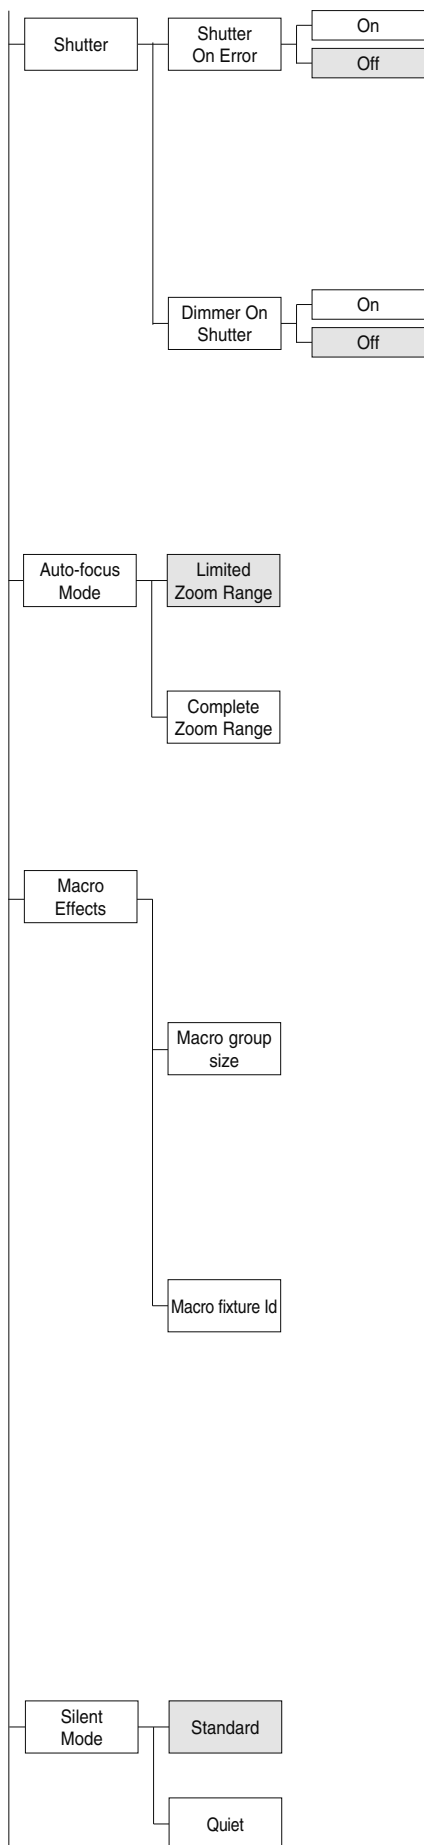 Shutter
Shutter
On Error
On
Off
Dimmer On
Shutter
On
Off
Auto-focus
Mode
Limited
Zoom Range
Complete
Zoom Range
Macro
Effects
Macro group
size
Macro fixture Id
Silent
Mode
Standard
Quiet